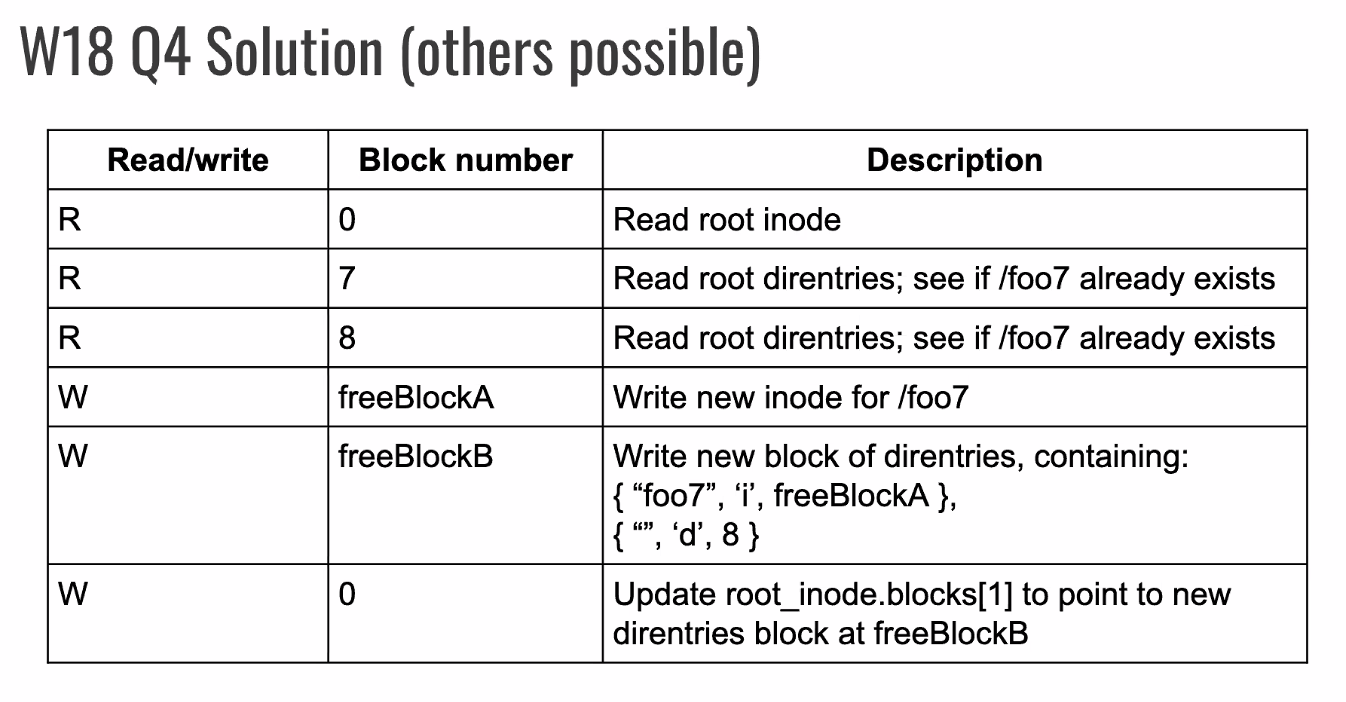 W18 Q4 Solution (others possible)
Read/write Block number Description
R 0 Read root inode
R 7 Read root direntries; see if /foo7 already exists
R 8 Read root direntries; see if /foo7 already exists
W freeBlockA Write new inode for /foo7
W freeBlockB Write new block of direntries, containing:
{ “foo7”, ‘i’, freeBlockA },
{ “”, ‘d’, 8 }
W 0 Update root_inode.blocks[1] to point to new
direntries block at freeBlockB